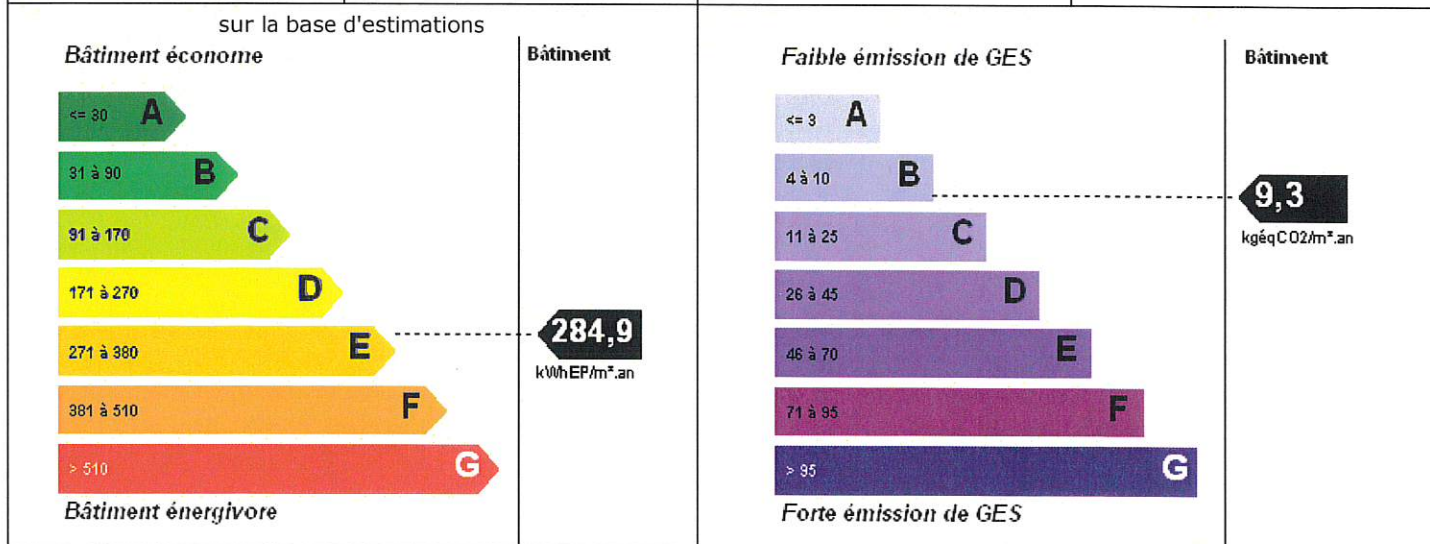 sur la base d'estimations
Bâtiment économe
Bâtiment
<= 30 A
31 à 90 B
91 à 170 C
171 à 270 D
271 à 380 E
284,9
kWhEP/m².an
381 à 510 F
> 510 G
Bâtiment énergivore
Faible émission de GES
Bâtiment
<= 3 A
4 à 10 B
9,3
kgéqCO2/m².an
11 à 25 C
26 à 45 D
46 à 70 E
71 à 95 F
> 95 G
Forte émission de GES